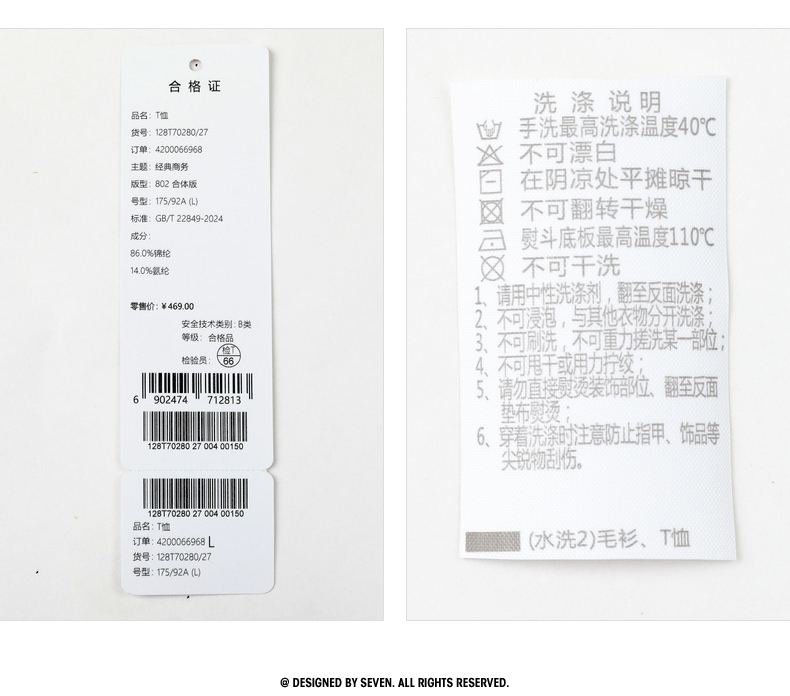 合格证
品名: T恤
货号: 128T70280/27
订单: 4200066968
主题: 经典商务
版型: 802 合体版
号型: 175/92A (L)
标准: GB/T 22849-2024
成分:
86.0%锦纶
14.0%氨纶
零售价: ¥469.00
安全技术类别: B类
等级: 合格品
检验员: 检T 66
6 902474 712813
128T70280 27 004 00150
128T70280 27 004 00150
品名: T恤
订单: 4200066968 L
货号: 128T70280/27
号型: 175/92A (L)
洗涤说明
手洗最高洗涤温度40℃
不可漂白
在阴凉处平摊晾干
不可翻转干燥
熨斗底板最高温度110℃
不可干洗
1、请用中性洗涤剂，翻至反面洗涤；
2、不可浸泡，与其他衣物分开洗涤；
3、不可刷洗，不可重力搓洗某一部位；
4、不可甩干或用力拧绞；
5、请勿直接熨烫装饰部位、翻至反面
垫布熨烫；
6、穿着洗涤时注意防止指甲、饰品等
尖锐物刮伤。
(水洗2)毛衫、T恤
@ DESIGNED BY SEVEN. ALL RIGHTS RESERVED.